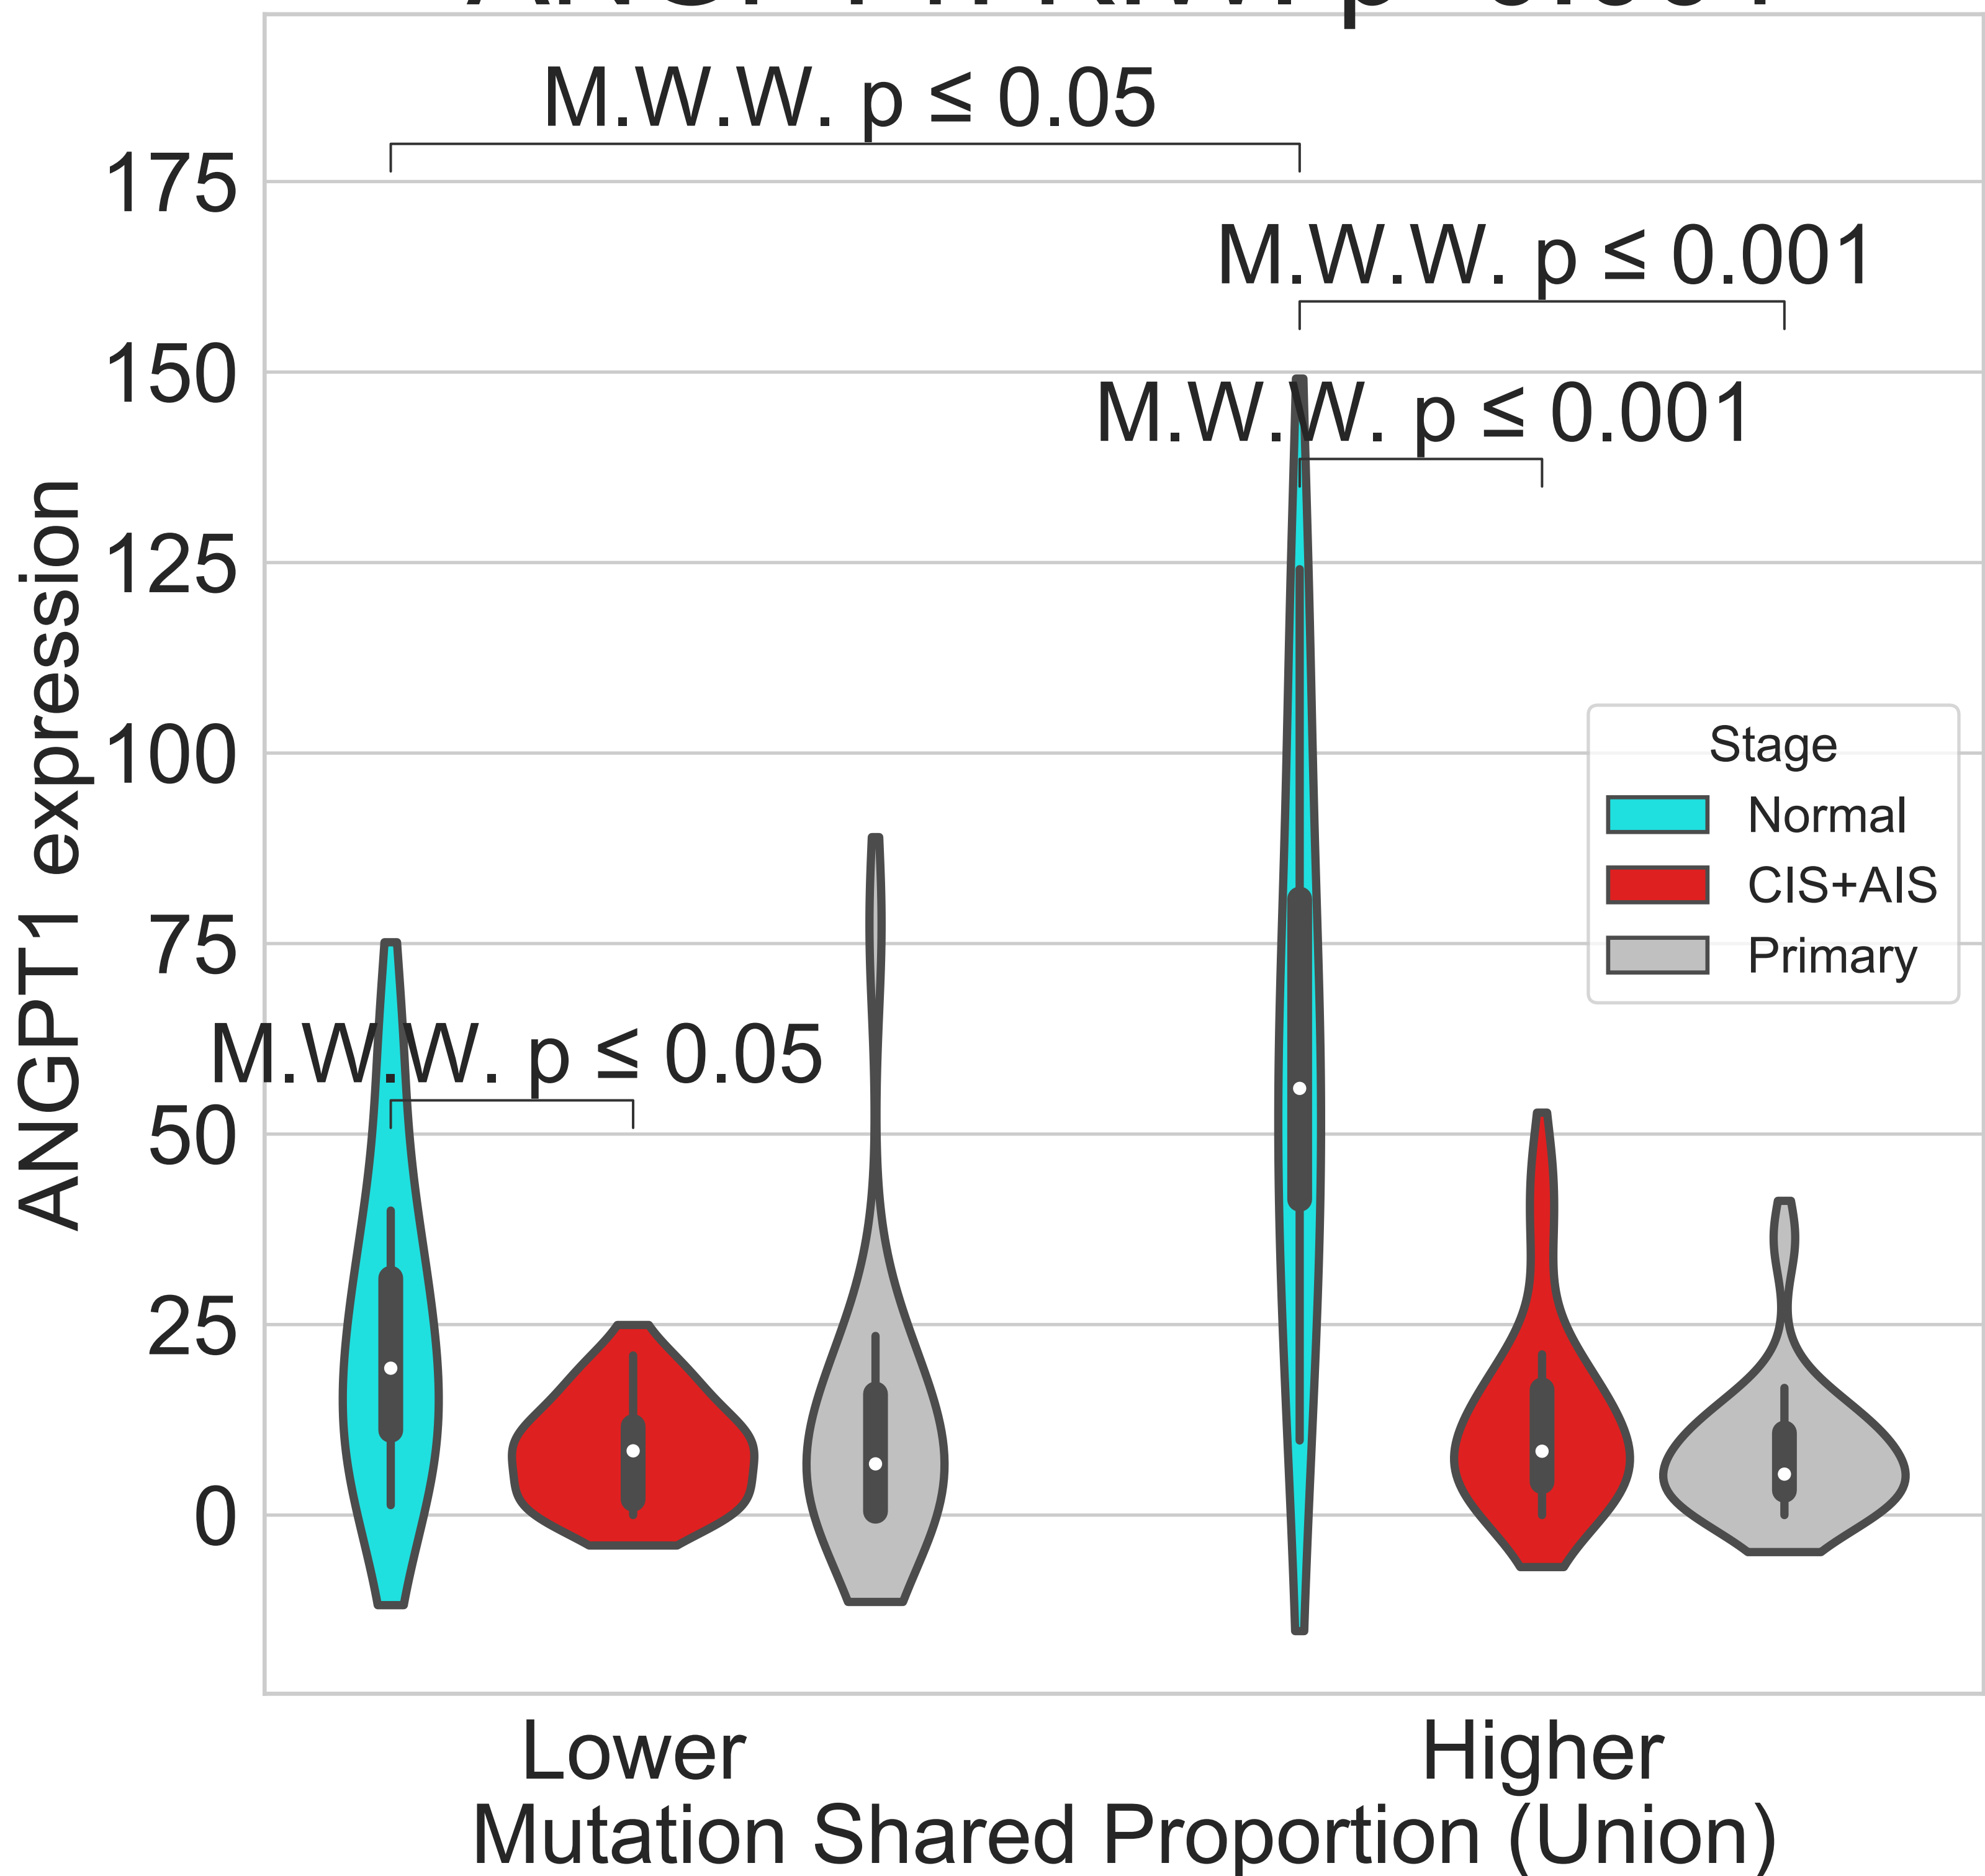 M.W.W. p ≤ 0.05
175
M.W.W. p ≤ 0.001
150
M.W.W. p ≤ 0.001
125
100
75
M.W.W. p ≤ 0.05
50
25
0
ANGPT1 expression
Stage
Normal
CIS+AIS
Primary
Lower
Higher
Mutation Shared Proportion (Union)